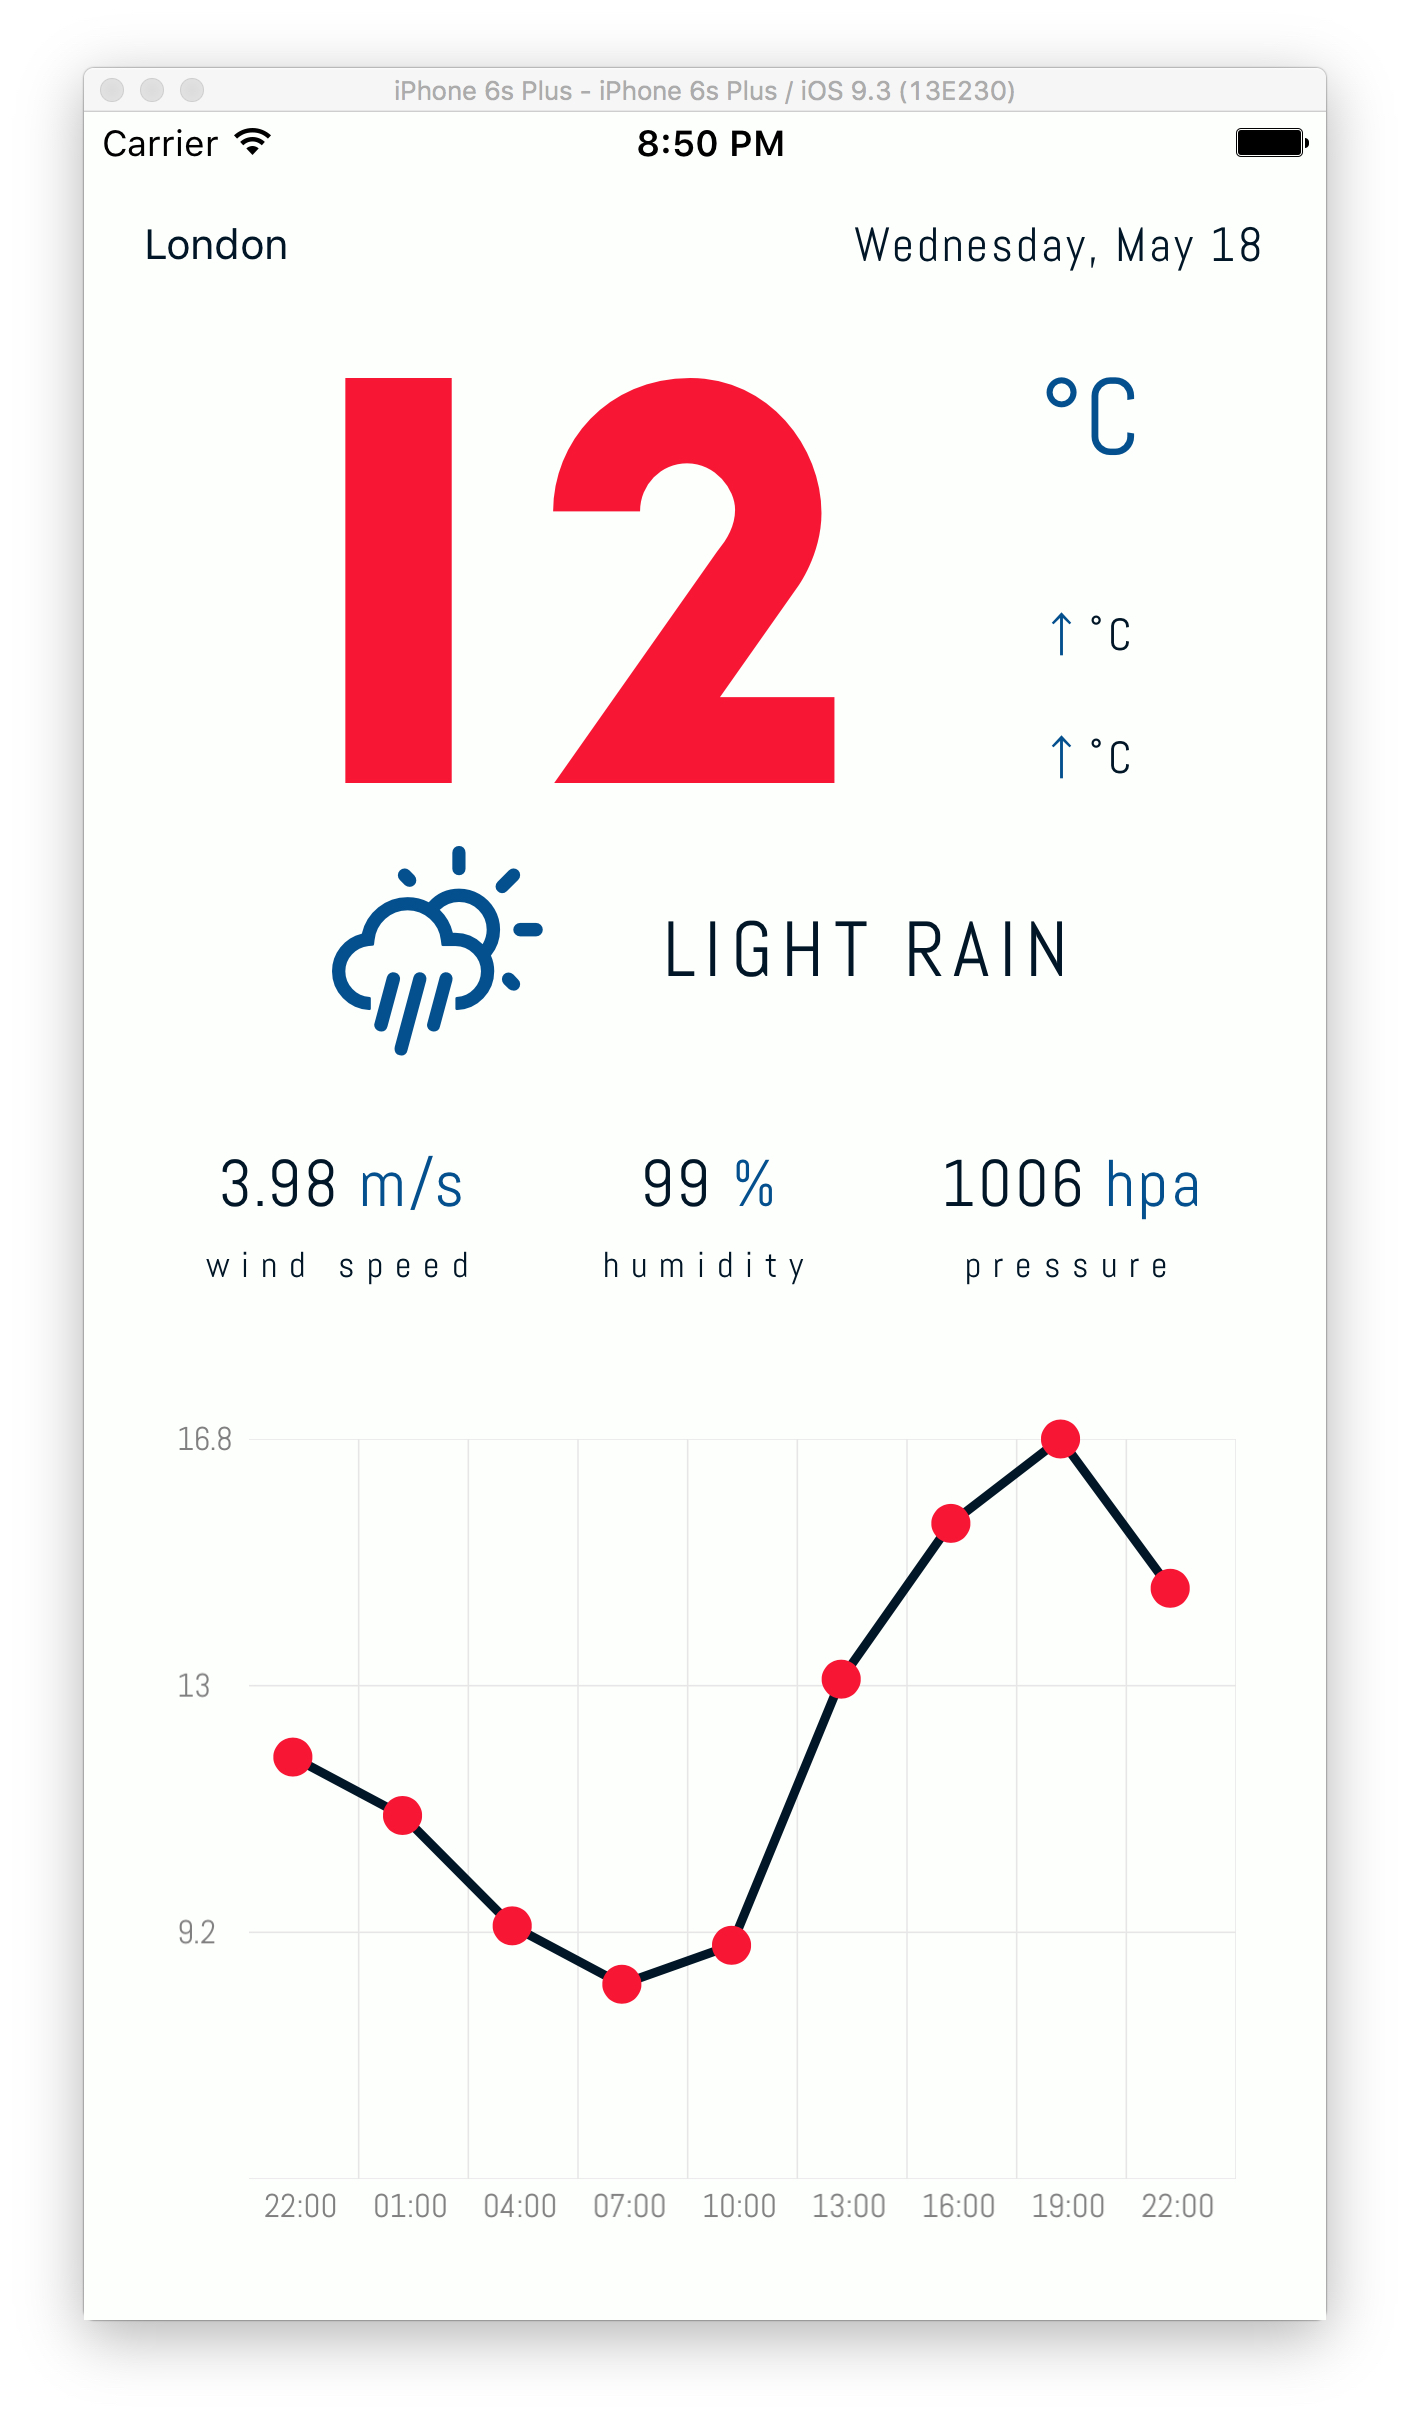 iPhone 6s Plus - iPhone 6s Plus / iOS 9.3 (13E230)
Carrier 8:50 PM
London Wednesday, May 18
12 °C
↑ °C
↑ °C
LIGHT RAIN
3.98 m/s 99 % 1006 hpa
wind speed humidity pressure
16.8
13
9.2
22:00 01:00 04:00 07:00 10:00 13:00 16:00 19:00 22:00